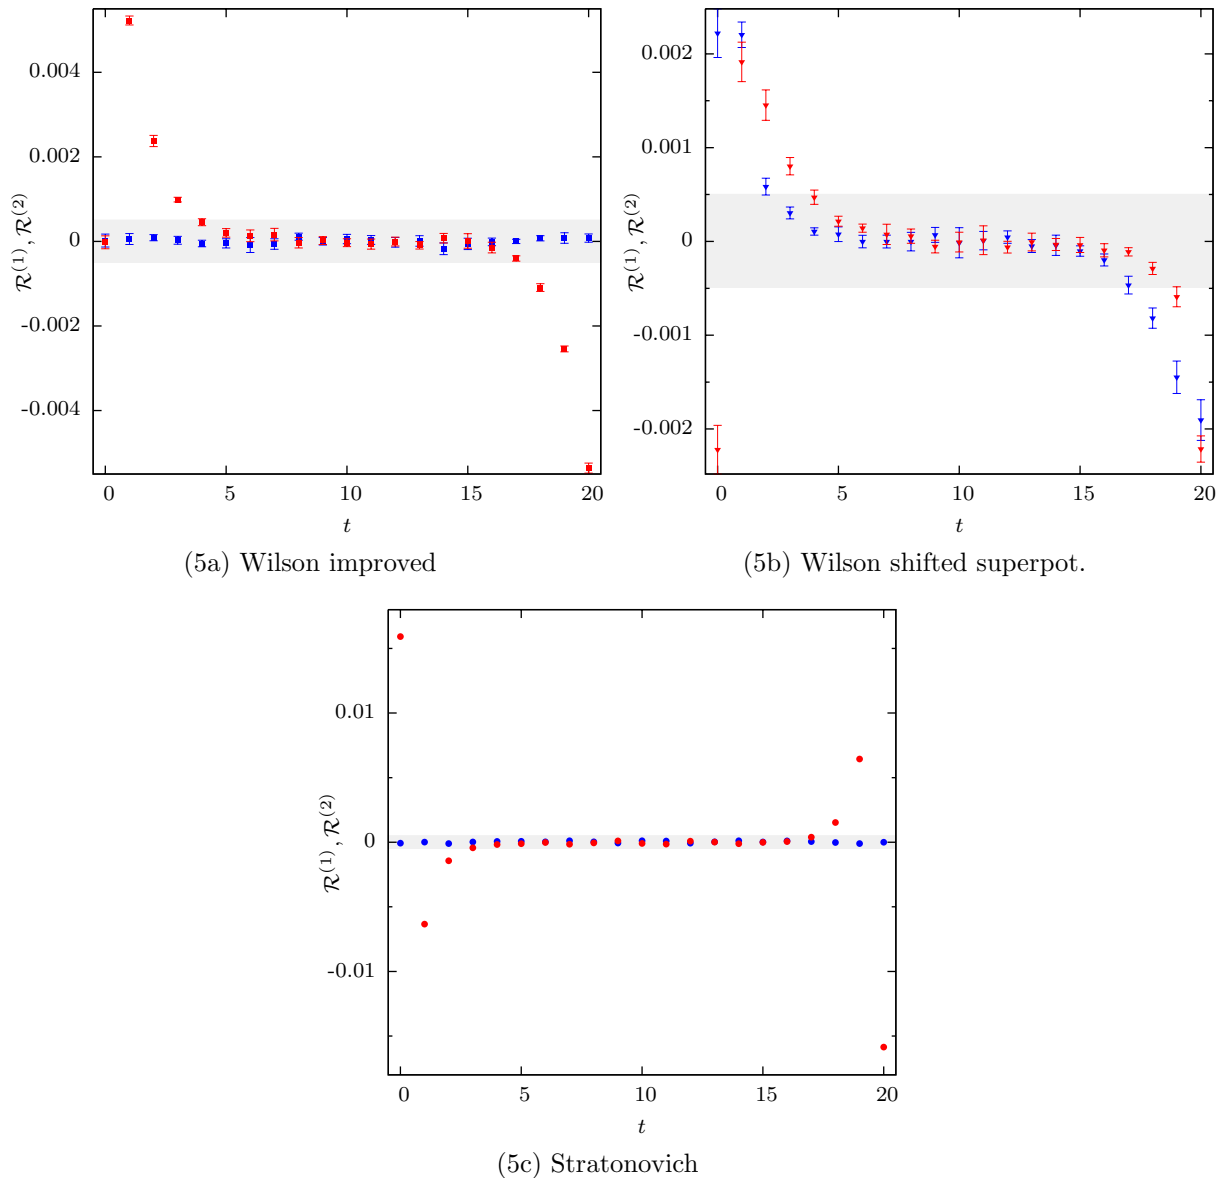 0.004
0.002
0
-0.002
-0.004
ℛ(1), ℛ(2)
0 5 10 15 20
t
(5a) Wilson improved
0.002
0.001
0
-0.001
-0.002
ℛ(1), ℛ(2)
0 5 10 15 20
t
(5b) Wilson shifted superpot.
0.01
0
-0.01
ℛ(1), ℛ(2)
0 5 10 15 20
t
(5c) Stratonovich